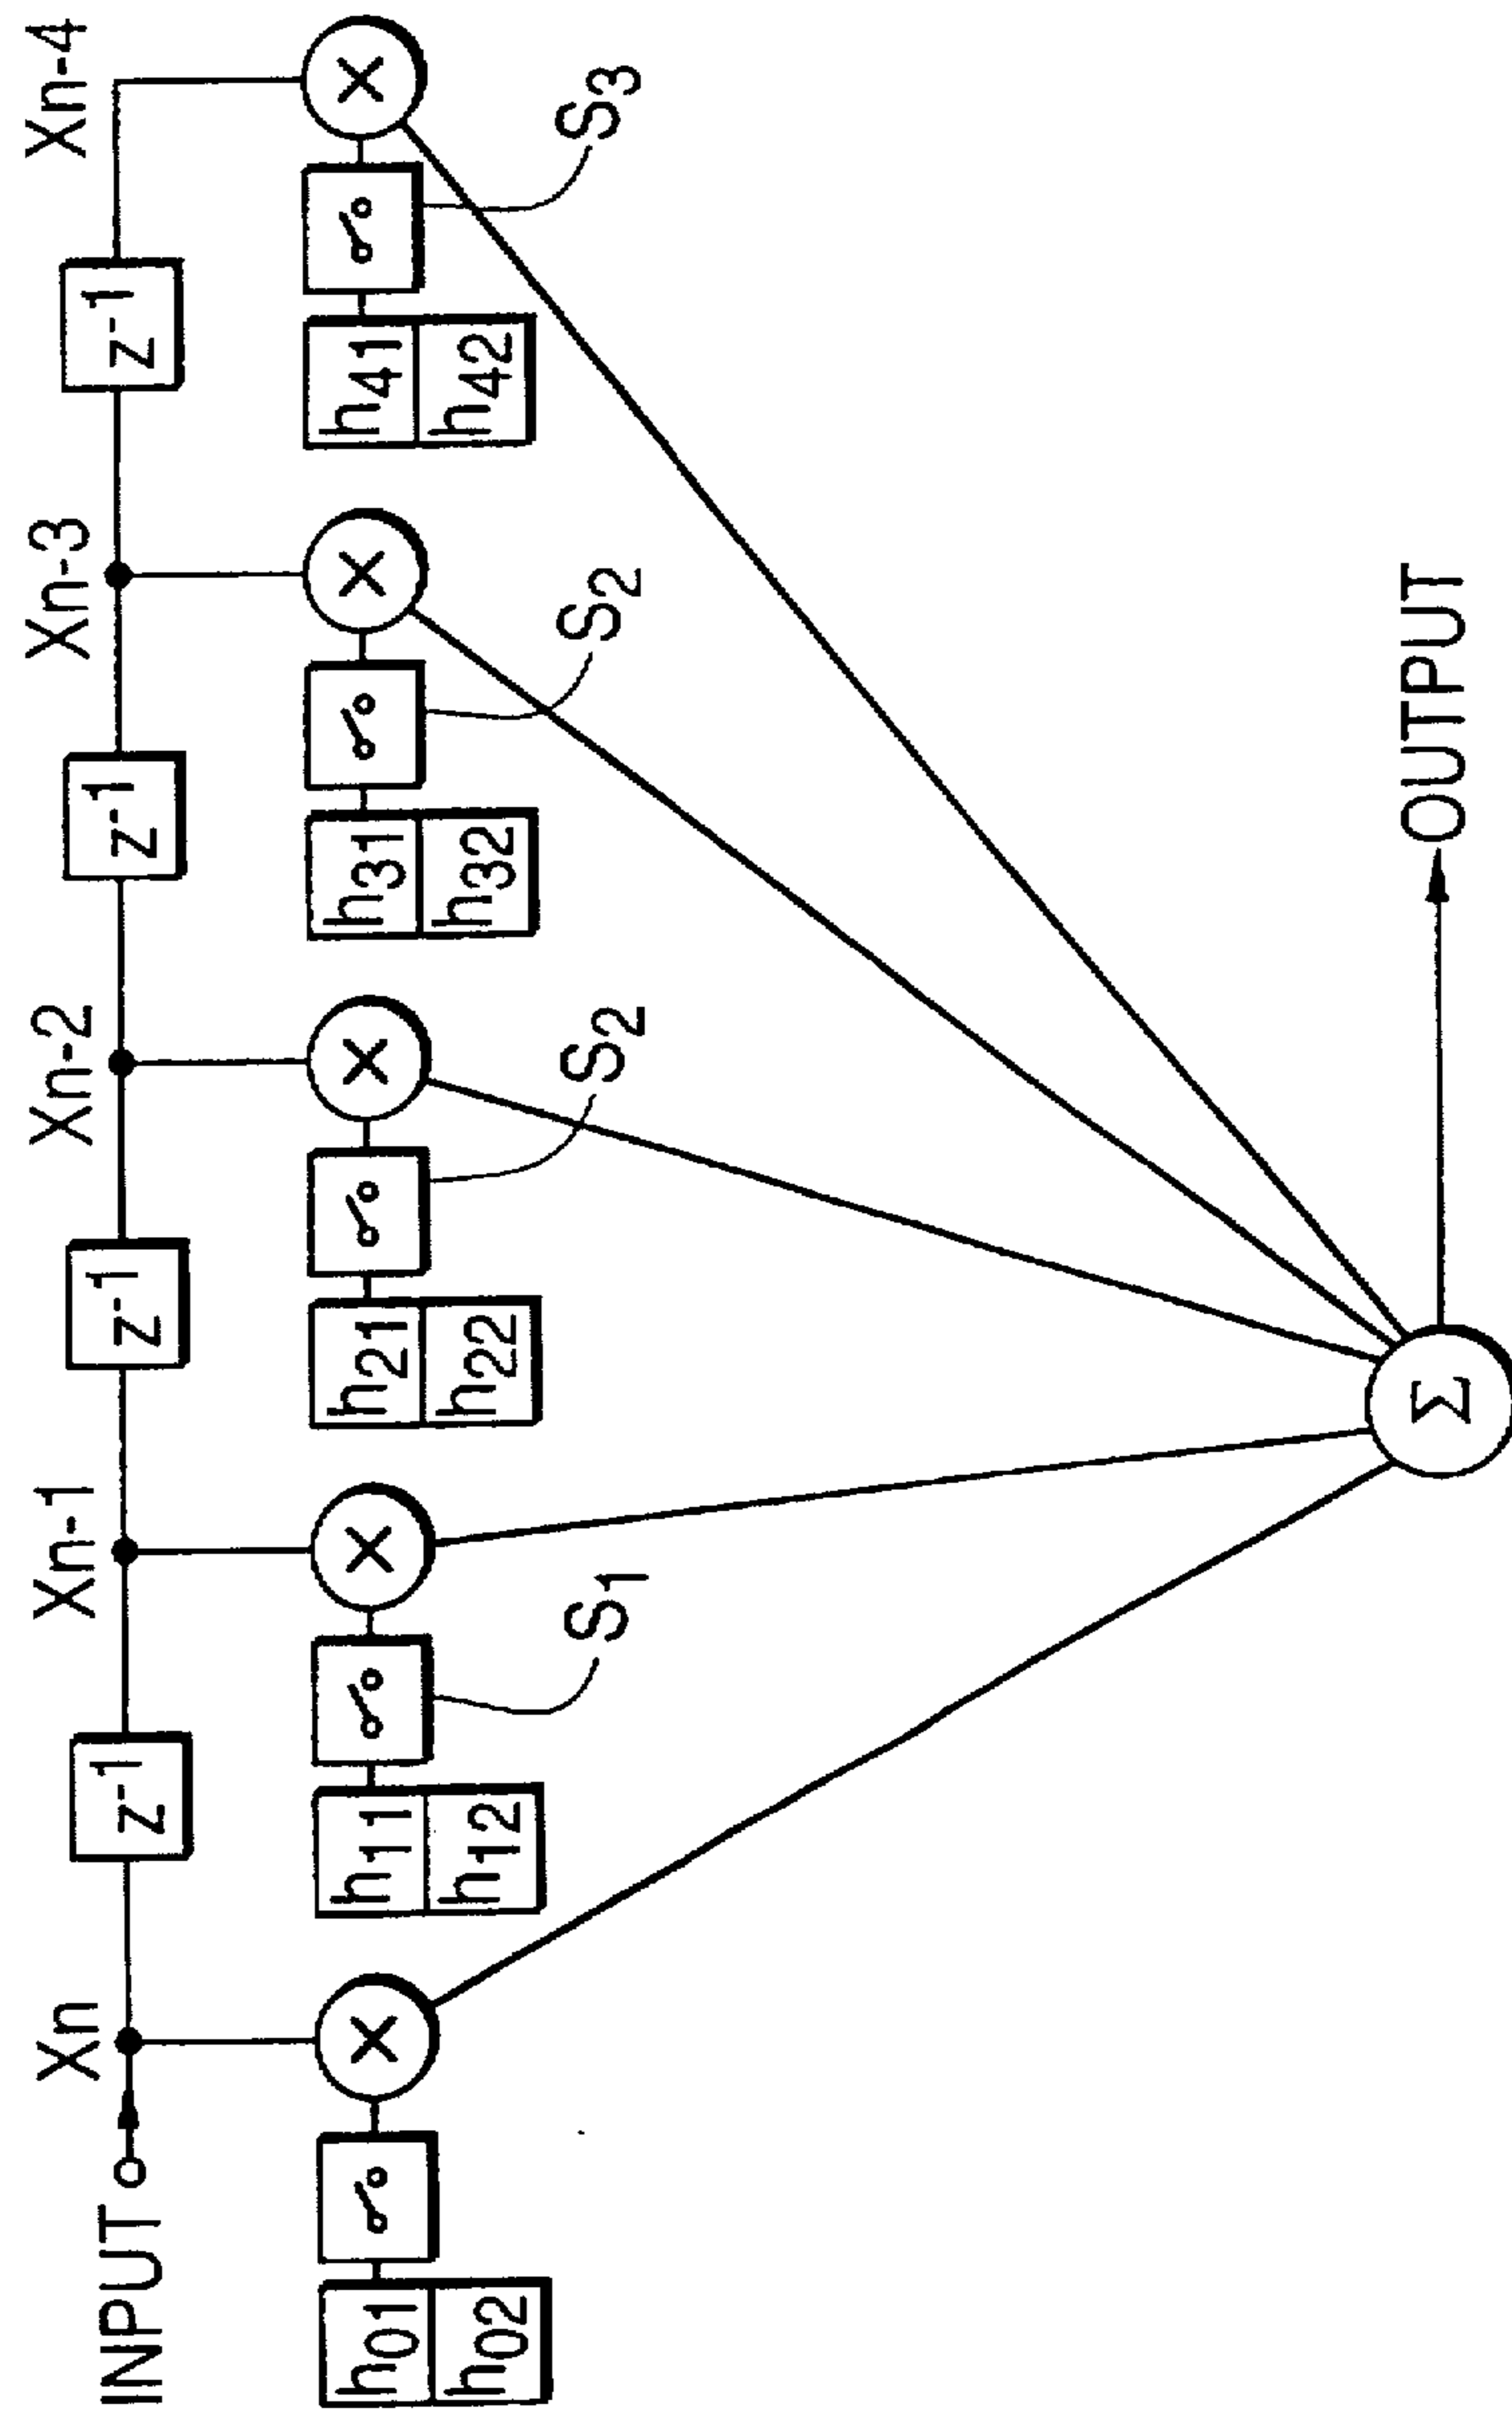 INPUT Xn Xn-1 Xn-2 Xn-3 Xn-4
z-1 z-1 z-1 z-1
× × × × ×
h01 h11 h21 h31 h41
h02 h12 h22 h32 h42
S1 S2 S2 S3
Σ OUTPUT